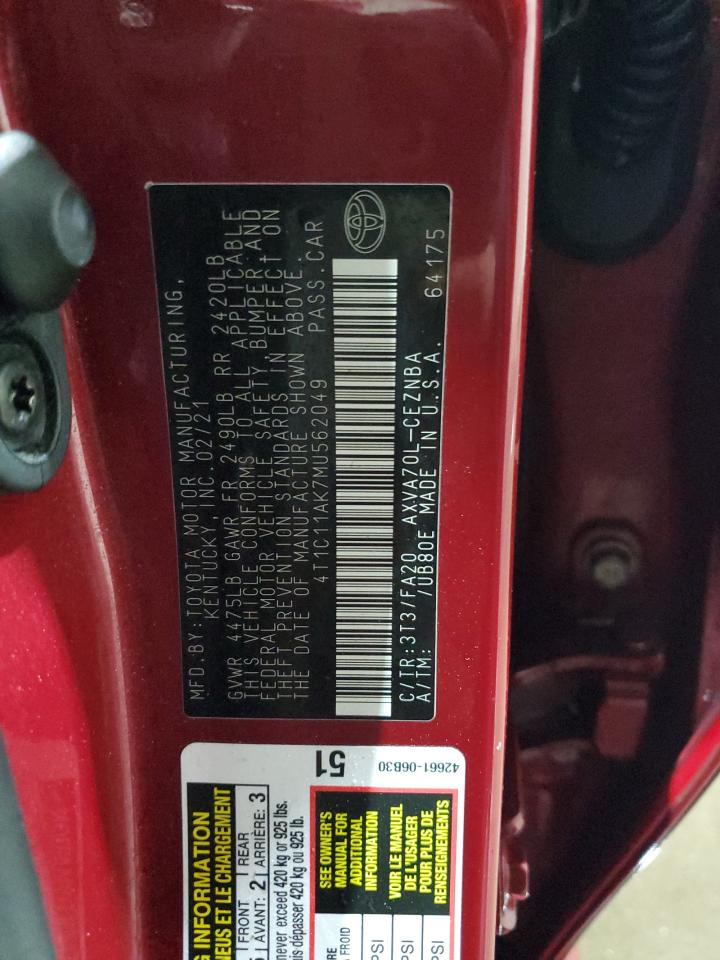 MFD. BY: TOYOTA MOTOR MANUFACTURING,
KENTUCKY, INC. 02/21
GVWR 4475LB GAWR FR 2490LB RR 2420LB
THIS VEHICLE CONFORMS TO ALL APPLICABLE
FEDERAL MOTOR VEHICLE SAFETY, BUMPER AND
THEFT PREVENTION STANDARDS IN EFFECT ON
THE DATE OF MANUFACTURE SHOWN ABOVE.
4T1C11AK7MU562049 PASS. CAR
C/TR: 3T3/FA20 AXVA70L-CEZNBA
A/TM: /UB80E MADE IN U.S.A. 64175
51
42661-06B30
G INFORMATION
NEUS ET LE CHARGEMENT
FRONT REAR
AVANT: 2 ARRIÈRE: 3
never exceed 420 kg or 925 lbs.
dépasser 420 kg ou 925 lb.
SEE OWNER'S
MANUAL FOR
ADDITIONAL
INFORMATION
VOIR LE MANUEL
DE L'USAGER
POUR PLUS DE
RENSEIGNEMENTS
FROID
PSI
PSI
PSI